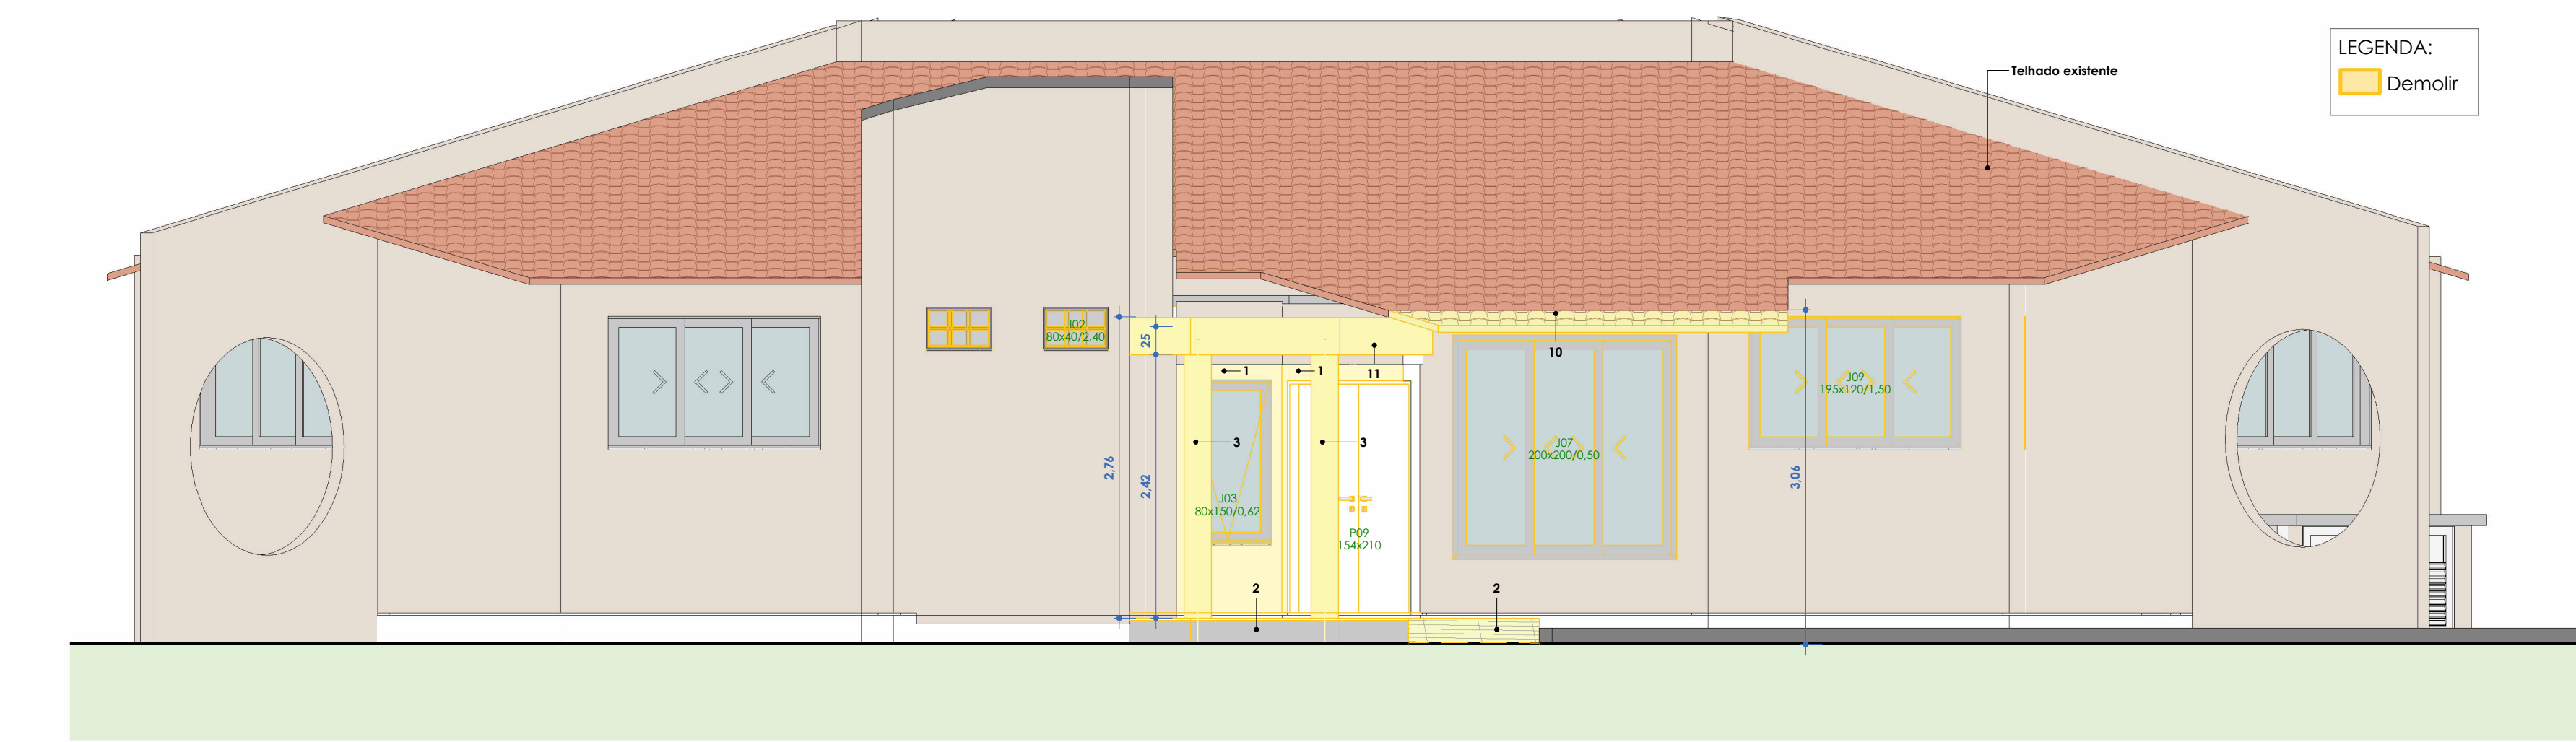 LEGENDA:
Demolir
Telhado existente
J02
80x40/2,40
25
10
1
1
11
J09
195x120/1,50
3
3
J07
200x200/0,50
2,76
2,42
3,06
J03
80x150/0,62
P09
154x210
2
2